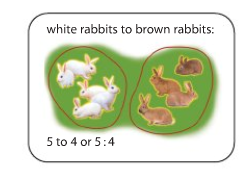 white rabbits to brown rabbits:
5 to 4 or 5:4